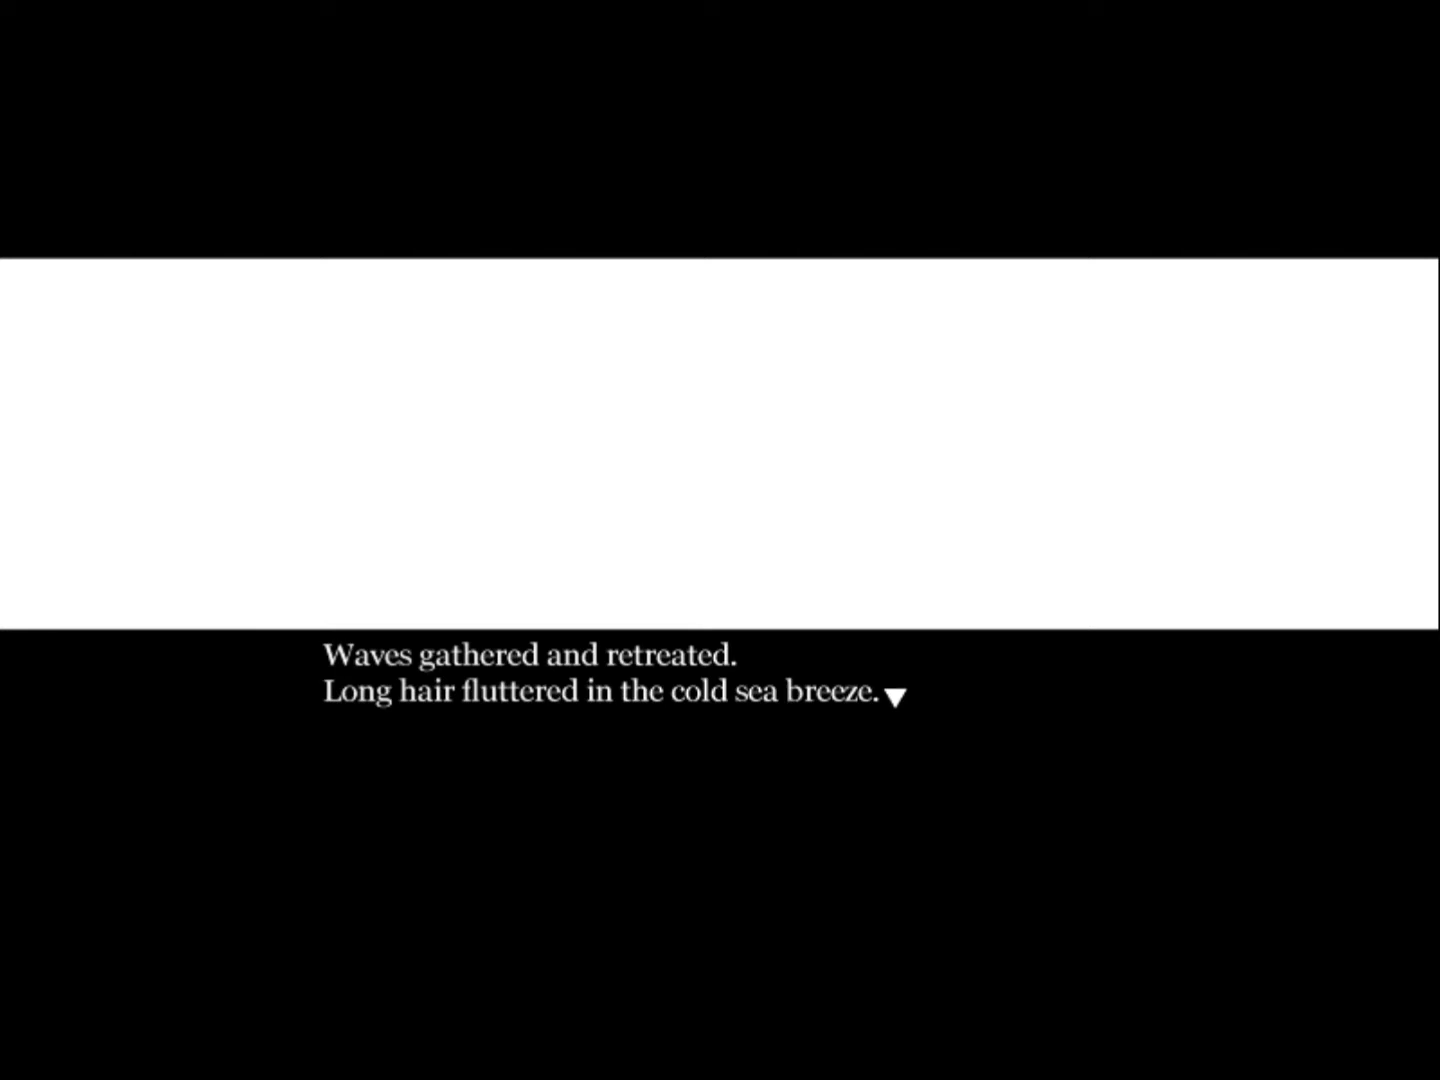 Waves gathered and retreated.
Long hair fluttered in the cold sea breeze.